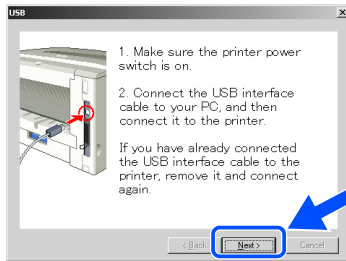 USB
1. Make sure the printer power
switch is on.
2. Connect the USB interface
cable to your PC, and then
connect it to the printer.
If you have already connected
the USB interface cable to the
printer, remove it and connect
again.
< Back
Next >
Cancel